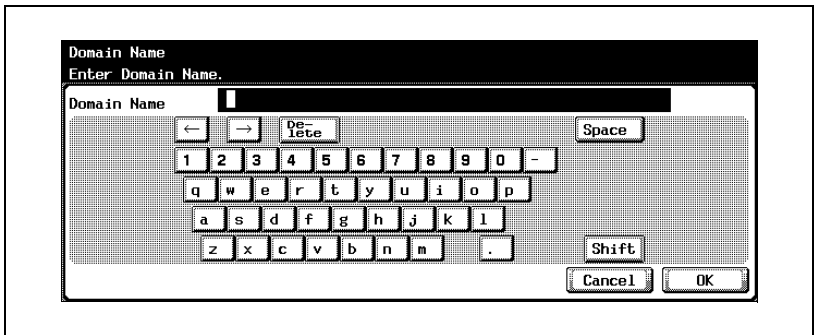 Domain Name
Enter Domain Name.
Domain Name
← → De-lete Space
1 2 3 4 5 6 7 8 9 0 -
q w e r t y u i o p
a s d f g h j k l
z x c v b n m . Shift
Cancel OK